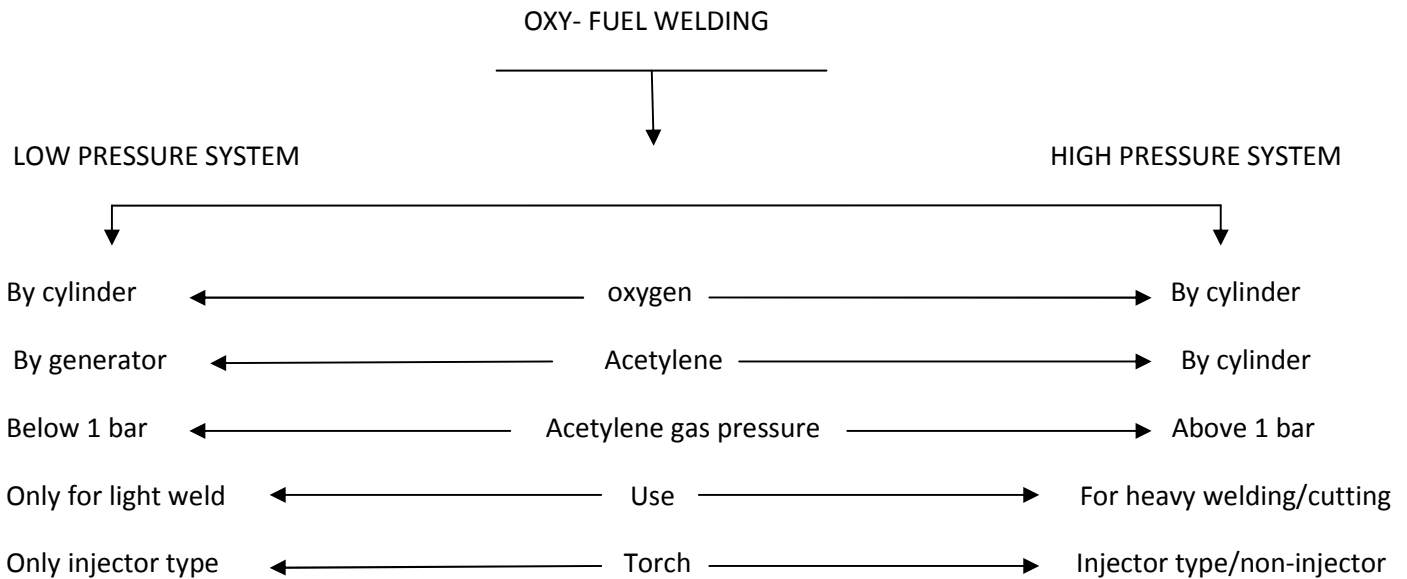 OXY- FUEL WELDING
LOW PRESSURE SYSTEM HIGH PRESSURE SYSTEM
By cylinder oxygen By cylinder
By generator Acetylene By cylinder
Below 1 bar Acetylene gas pressure Above 1 bar
Only for light weld Use For heavy welding/cutting
Only injector type Torch Injector type/non-injector